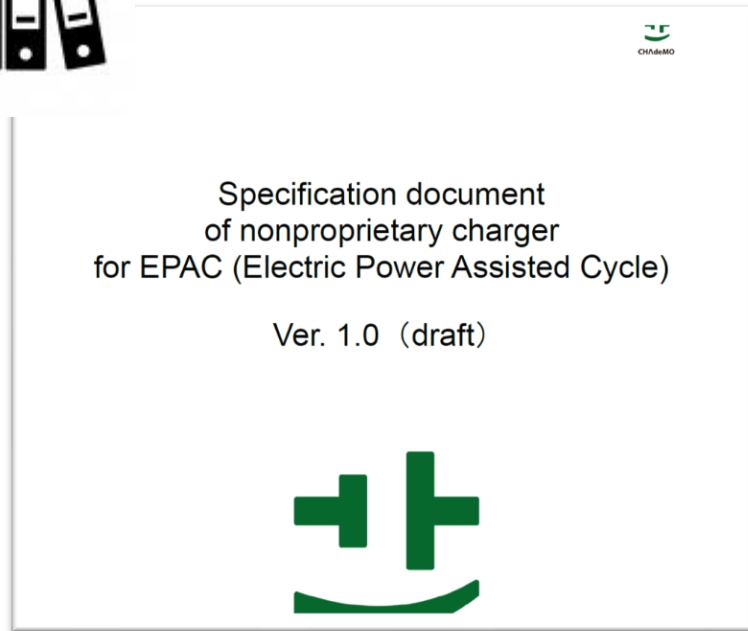 CHAdeMO
Specification document
of nonproprietary charger
for EPAC (Electric Power Assisted Cycle)
Ver. 1.0（draft）